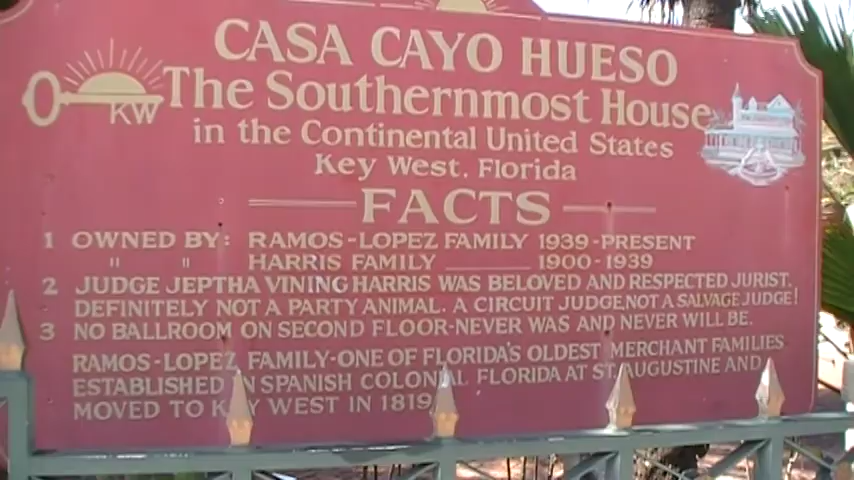 CASA CAYO HUESO
KW THE SOUTHERNMOST HOUSE
in the CONTINENTAL UNITED STATES
KEY WEST. FLORIDA
FACTS
1 OWNED BY: RAMOS-LOPEZ FAMILY 1939-PRESENT
" " HARRIS FAMILY 1900-1939
2 JUDGE JEPTHA VINING HARRIS WAS BELOVED AND RESPECTED JURIST.
DEFINITELY NOT A PARTY ANIMAL. A CIRCUIT JUDGE, NOT A SALVAGE JUDGE!
3 NO BALLROOM ON SECOND FLOOR-NEVER WAS AND NEVER WILL BE.
RAMOS-LOPEZ FAMILY-ONE OF FLORIDA'S OLDEST MERCHANT FAMILIES
ESTABLISHED IN SPANISH COLONIAL FLORIDA AT ST. AUGUSTINE AND
MOVED TO KEY WEST IN 1819.